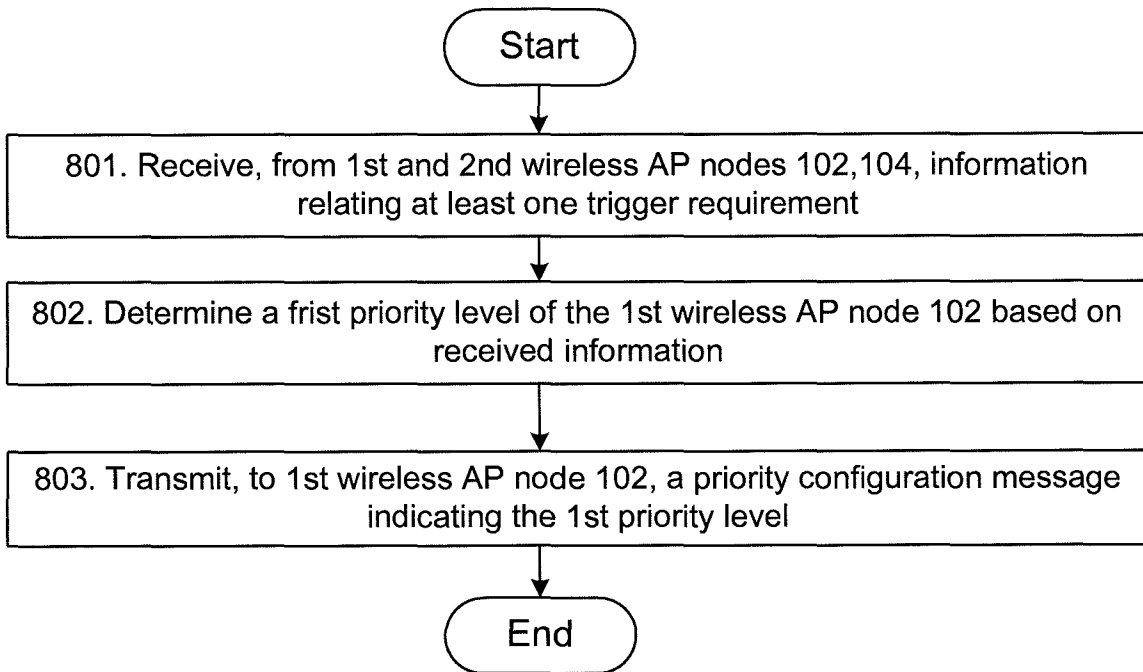 Start
801. Receive, from 1st and 2nd wireless AP nodes 102,104, information
relating at least one trigger requirement
802. Determine a frist priority level of the 1st wireless AP node 102 based on
received information
803. Transmit, to 1st wireless AP node 102, a priority configuration message
indicating the 1st priority level
End